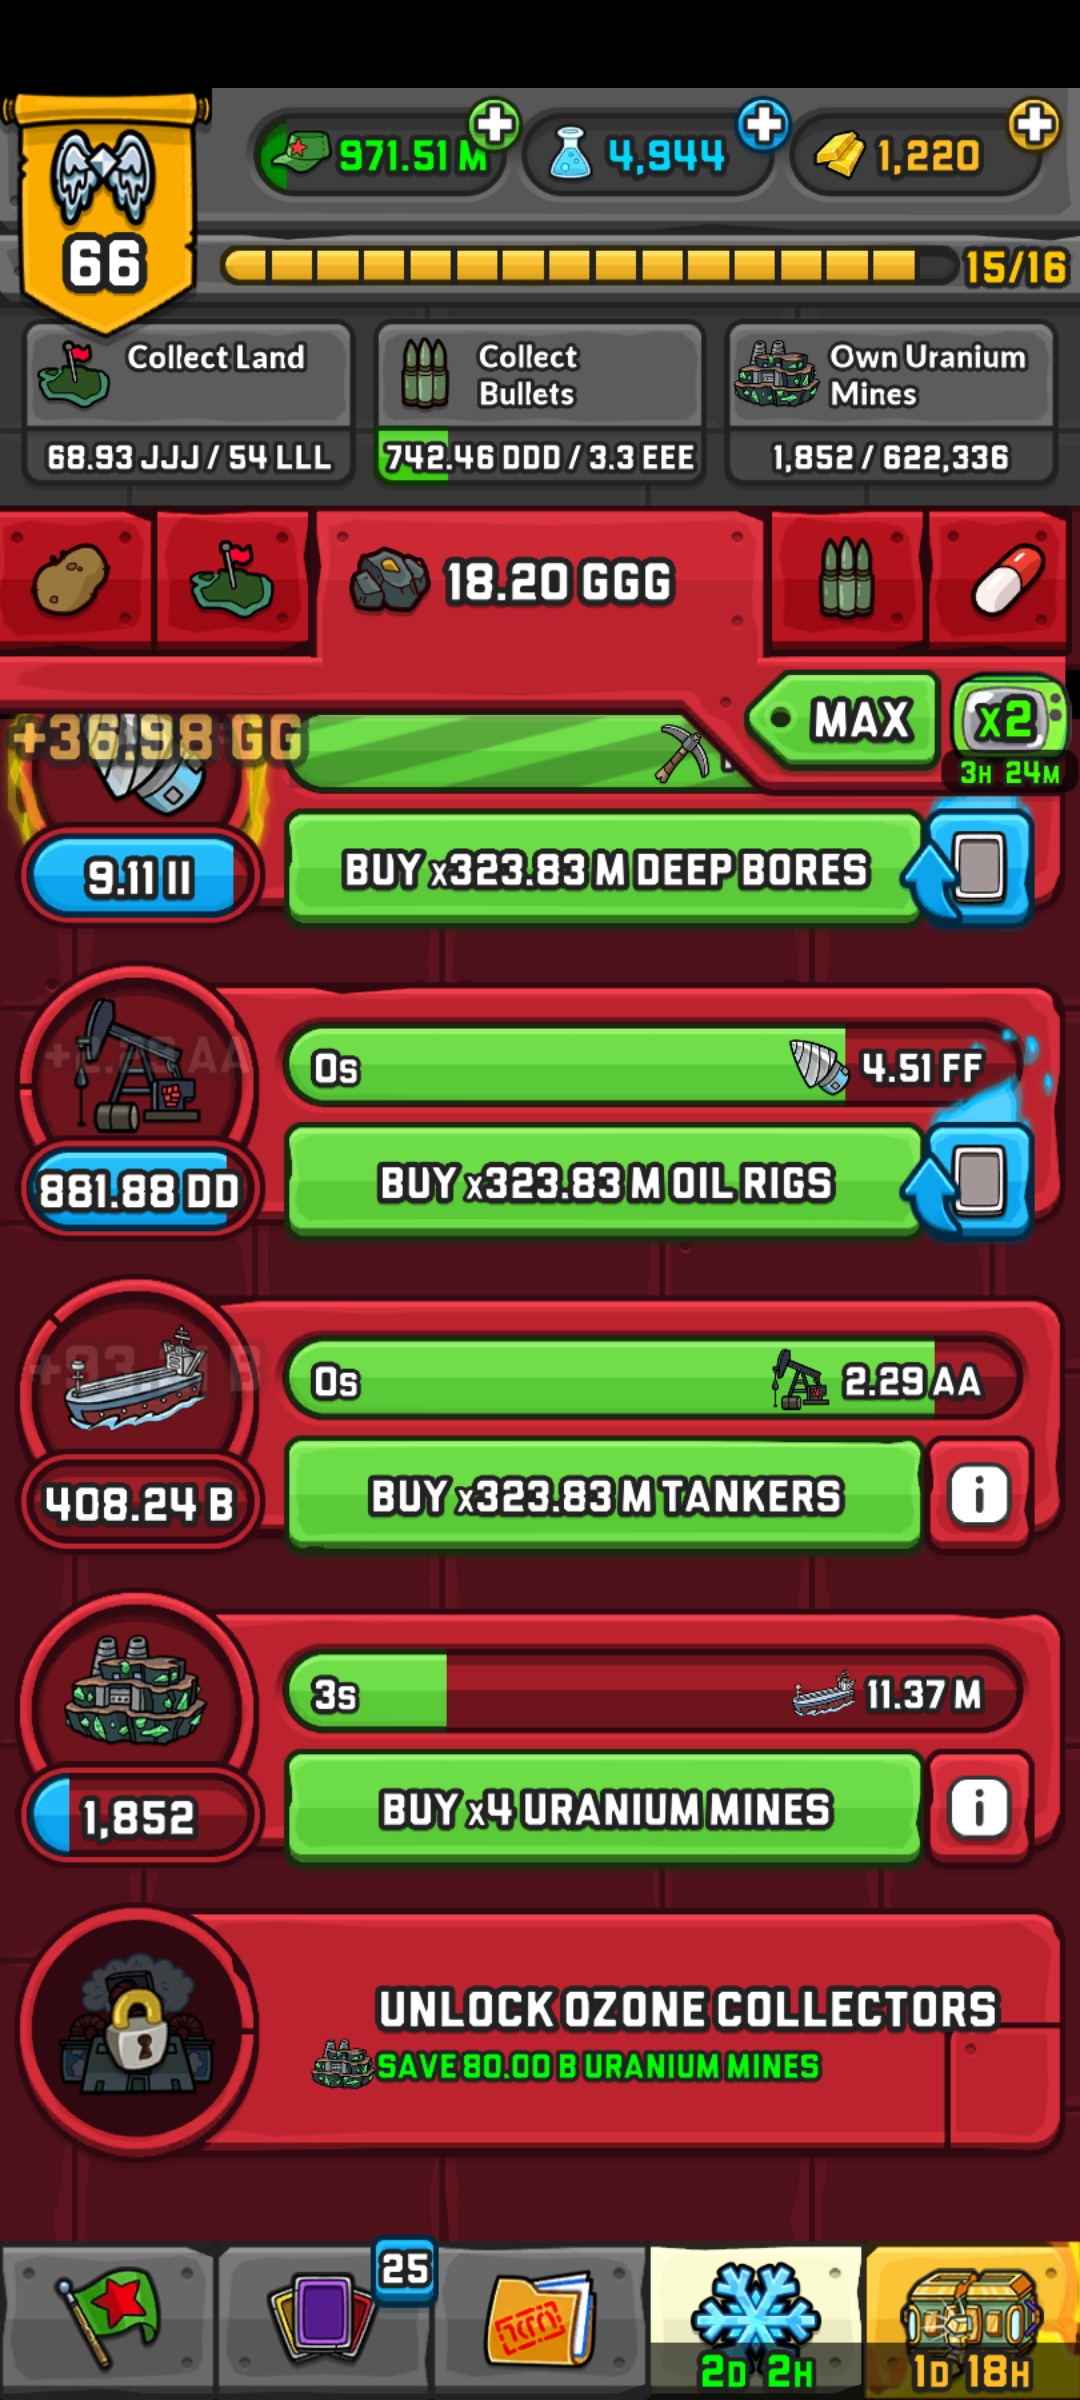 971.51 M
4,944
1,220
66
15/16
Collect Land
68.93 JJJ / 54 LLL
Collect
Bullets
742.46 DDD / 3.3 EEE
Own Uranium
Mines
1,852 / 622,336
18.20 GGG
MAX
x2
3H 24M
+36.98 GG
9.11 II
BUY x323.83 M DEEP BORES
0s
4.51 FF
881.88 DD
BUY x323.83 M OIL RIGS
0s
2.29 AA
408.24 B
BUY x323.83 M TANKERS
i
3s
11.37 M
1,852
BUY x4 URANIUM MINES
i
UNLOCK OZONE COLLECTORS
SAVE 80.00 B URANIUM MINES
25
2D 2H
1D 18H